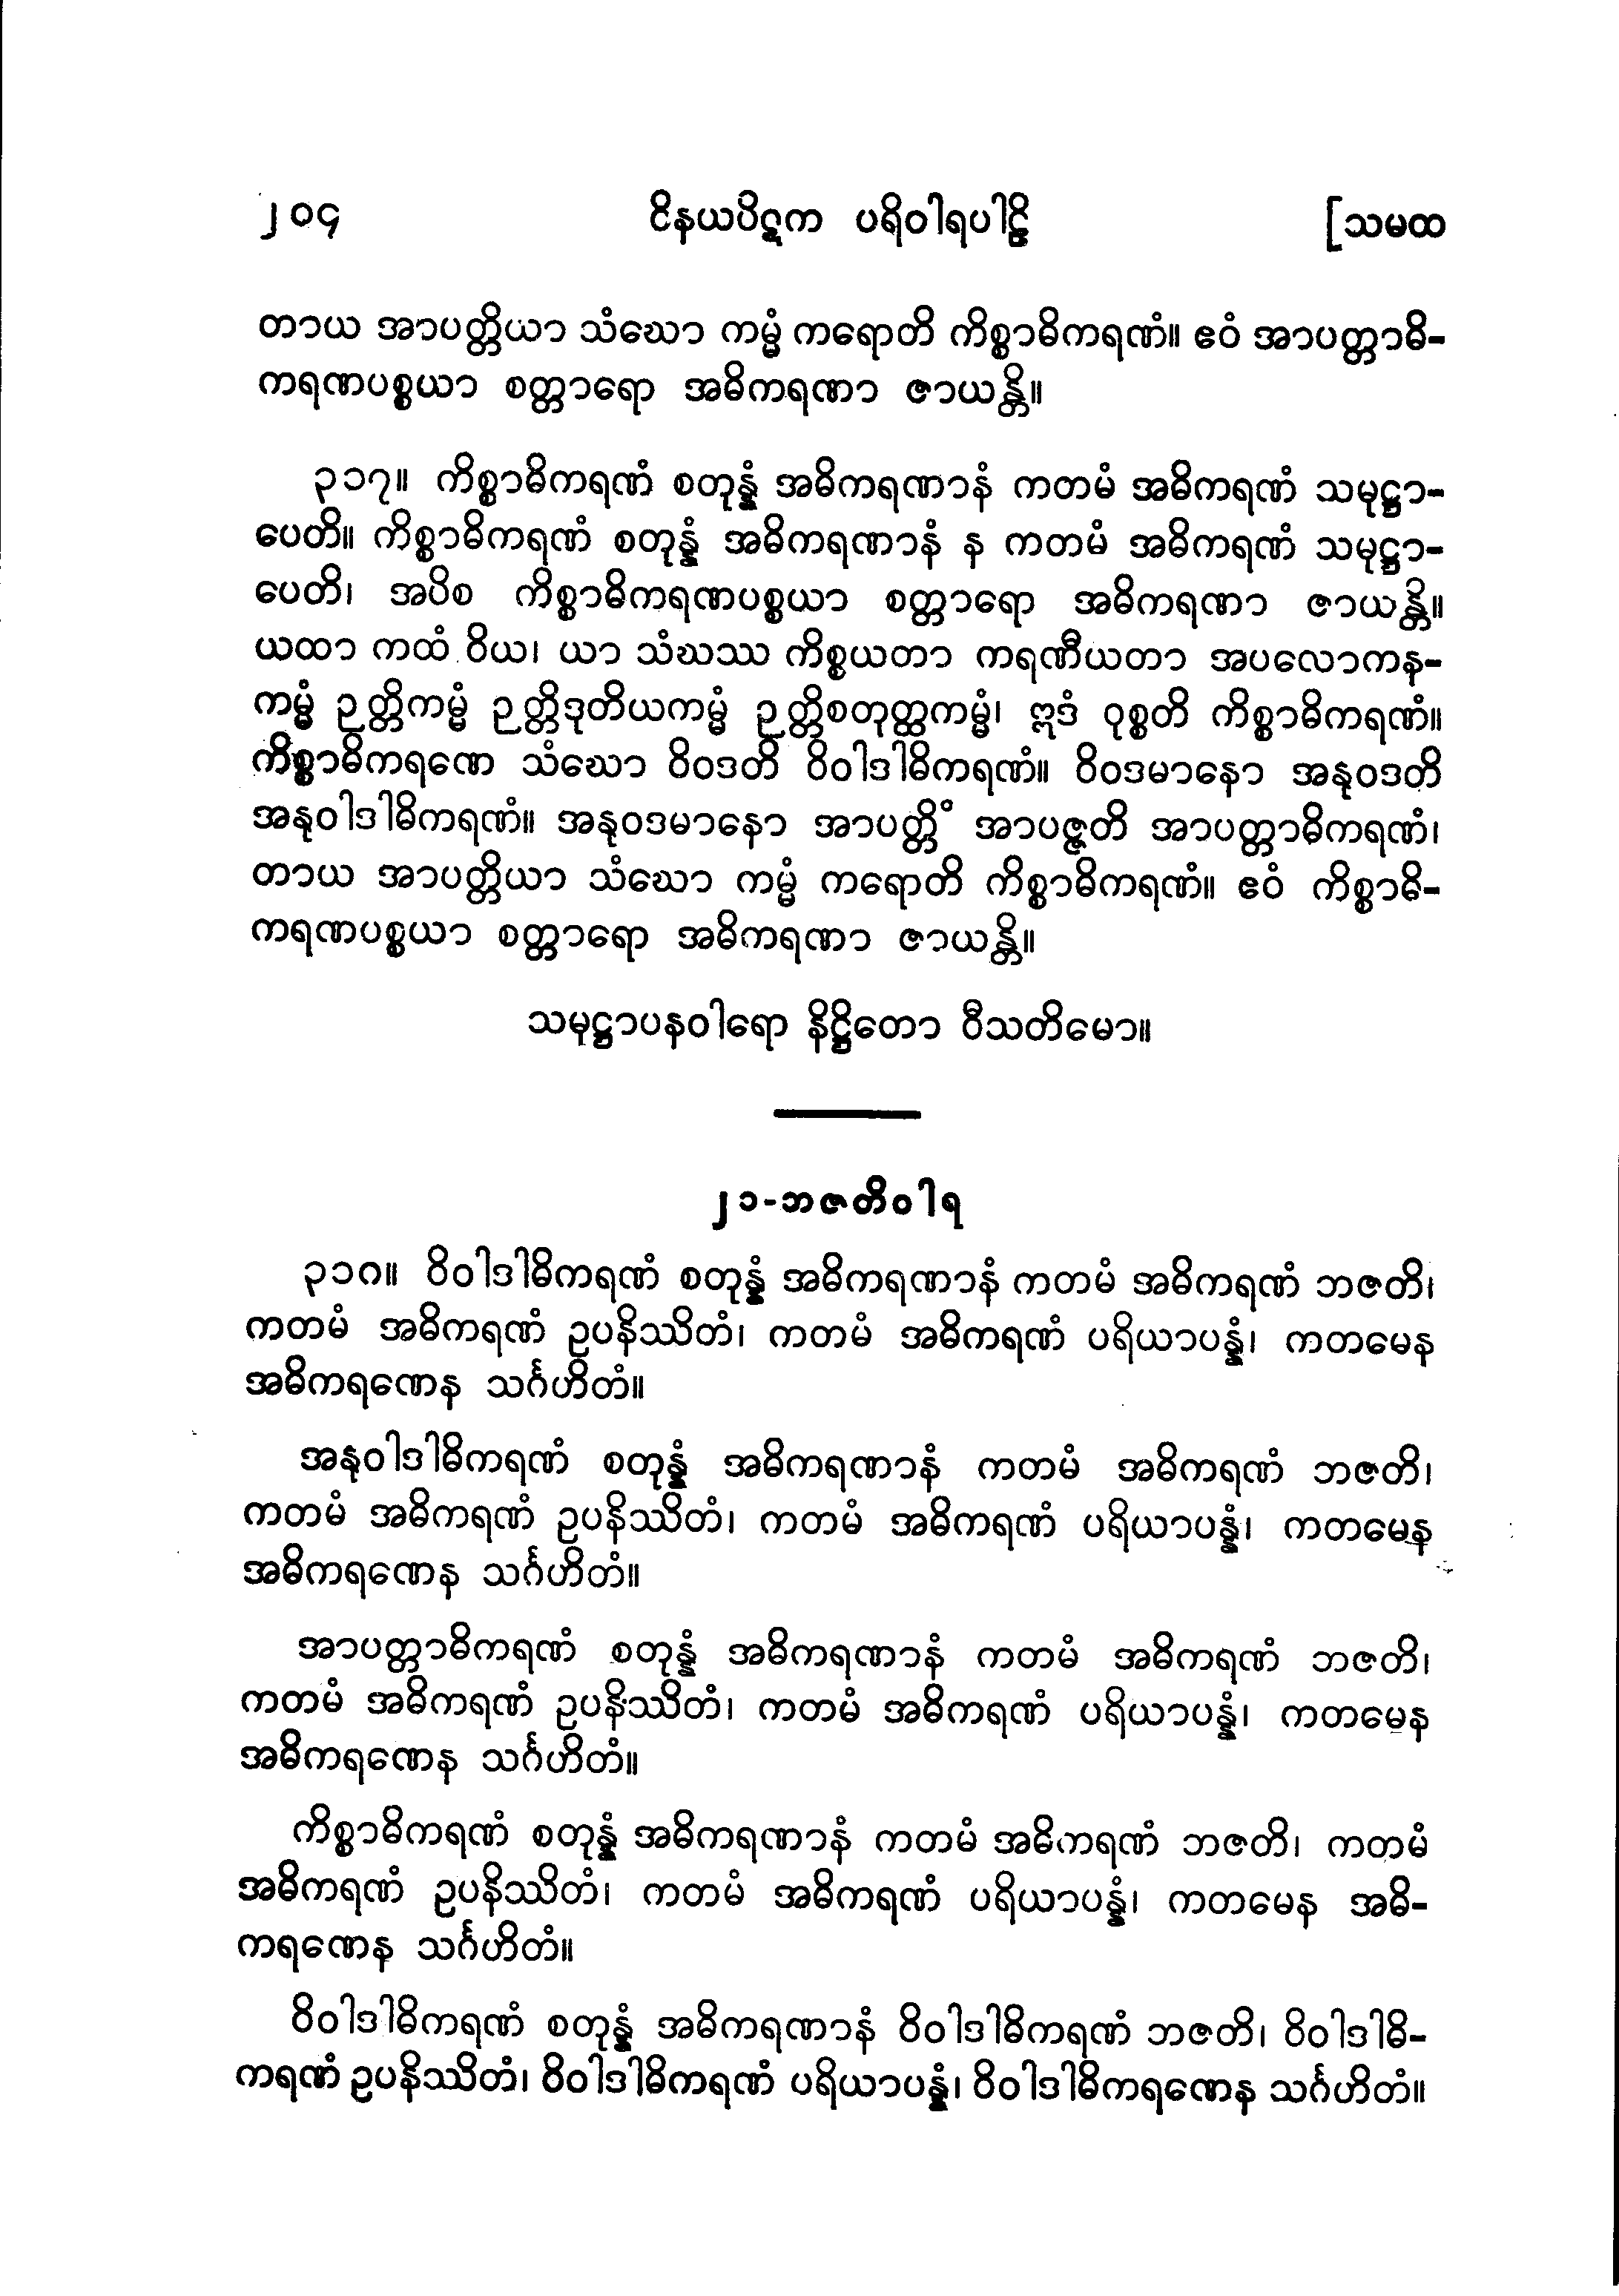 ၂၀၄ ဝိနယပိဋက ပရိဝါရပါဠိ [သမထ
တာယ အာပတ္တိယာ သံဃော ကမ္မံ ကရောတိ ကိစ္စာဓိကရဏံ။ ဧဝံ အာပတ္တာဓိ-
ကရဏပစ္စယာ စတ္တာရော အဓိကရဏာ ဇာယန္တိ။
၃၁၇။ ကိစ္စာဓိကရဏံ စတုန္နံ အဓိကရဏာနံ ကတမံ အဓိကရဏံ သမုဋ္ဌာ-
ပေတိ။ ကိစ္စာဓိကရဏံ စတုန္နံ အဓိကရဏာနံ န ကတမံ အဓိကရဏံ သမုဋ္ဌာ-
ပေတိ၊ အပိစ ကိစ္စာဓိကရဏပစ္စယာ စတ္တာရော အဓိကရဏာ ဇာယန္တိ။
ယထာ ကထံ ဝိယ၊ ယာ သံဃဿ ကိစ္စယတာ ကရဏီယတာ အပလောကန-
ကမ္မံ ဉတ္တိကမ္မံ ဉတ္တိဒုတိယကမ္မံ ဉတ္တိစတုတ္ထကမ္မံ၊ ဣဒံ ဝုစ္စတိ ကိစ္စာဓိကရဏံ။
ကိစ္စာဓိကရဏေ သံဃော ဝိဝဒတိ ဝိဝါဒါဓိကရဏံ။ ဝိဝဒမာနော အနုဝဒတိ
အနုဝါဒါဓိကရဏံ။ အနုဝဒမာနော အာပတ္တိံ အာပဇ္ဇတိ အာပတ္တာဓိကရဏံ၊
တာယ အာပတ္တိယာ သံဃော ကမ္မံ ကရောတိ ကိစ္စာဓိကရဏံ။ ဧဝံ ကိစ္စာဓိ-
ကရဏပစ္စယာ စတ္တာရော အဓိကရဏာ ဇာယန္တိ။
သမုဋ္ဌာပနဝါရော နိဋ္ဌိတော ဝီသတိမော။
၂၁-ဘဇတိဝါရ
၃၁၈။ ဝိဝါဒါဓိကရဏံ စတုန္နံ အဓိကရဏာနံ ကတမံ အဓိကရဏံ ဘဇတိ၊
ကတမံ အဓိကရဏံ ဥပနိဿိတံ၊ ကတမံ အဓိကရဏံ ပရိယာပန္နံ၊ ကတမေန
အဓိကရဏေန သင်္ဂဟိတံ။
အနုဝါဒါဓိကရဏံ စတုန္နံ အဓိကရဏာနံ ကတမံ အဓိကရဏံ ဘဇတိ၊
ကတမံ အဓိကရဏံ ဥပနိဿိတံ၊ ကတမံ အဓိကရဏံ ပရိယာပန္နံ၊ ကတမေန
အဓိကရဏေန သင်္ဂဟိတံ။
အာပတ္တာဓိကရဏံ စတုန္နံ အဓိကရဏာနံ ကတမံ အဓိကရဏံ ဘဇတိ၊
ကတမံ အဓိကရဏံ ဥပနိဿိတံ၊ ကတမံ အဓိကရဏံ ပရိယာပန္နံ၊ ကတမေန
အဓိကရဏေန သင်္ဂဟိတံ။
ကိစ္စာဓိကရဏံ စတုန္နံ အဓိကရဏာနံ ကတမံ အဓိကရဏံ ဘဇတိ၊ ကတမံ
အဓိကရဏံ ဥပနိဿိတံ၊ ကတမံ အဓိကရဏံ ပရိယာပန္နံ၊ ကတမေန အဓိ-
ကရဏေန သင်္ဂဟိတံ။
ဝိဝါဒါဓိကရဏံ စတုန္နံ အဓိကရဏာနံ ဝိဝါဒါဓိကရဏံ ဘဇတိ၊ ဝိဝါဒါဓိ-
ကရဏံ ဥပနိဿိတံ၊ ဝိဝါဒါဓိကရဏံ ပရိယာပန္နံ၊ ဝိဝါဒါဓိကရဏေန သင်္ဂဟိတံ။